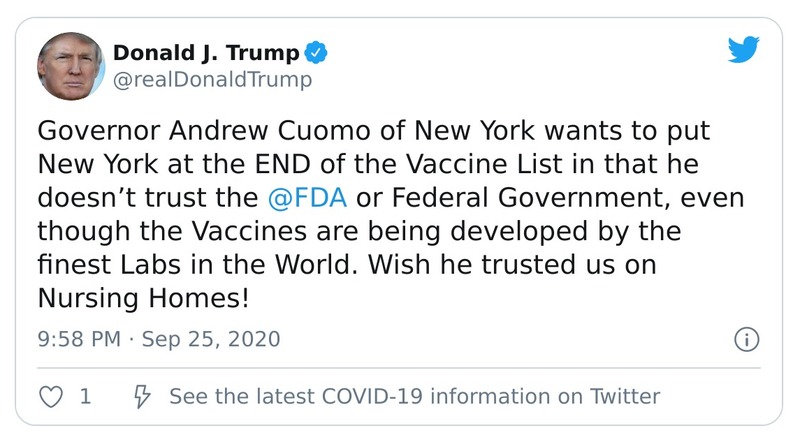 Donald J. Trump
@realDonaldTrump
Governor Andrew Cuomo of New York wants to put
New York at the END of the Vaccine List in that he
doesn’t trust the @FDA or Federal Government, even
though the Vaccines are being developed by the
finest Labs in the World. Wish he trusted us on
Nursing Homes!
9:58 PM · Sep 25, 2020
1 See the latest COVID-19 information on Twitter